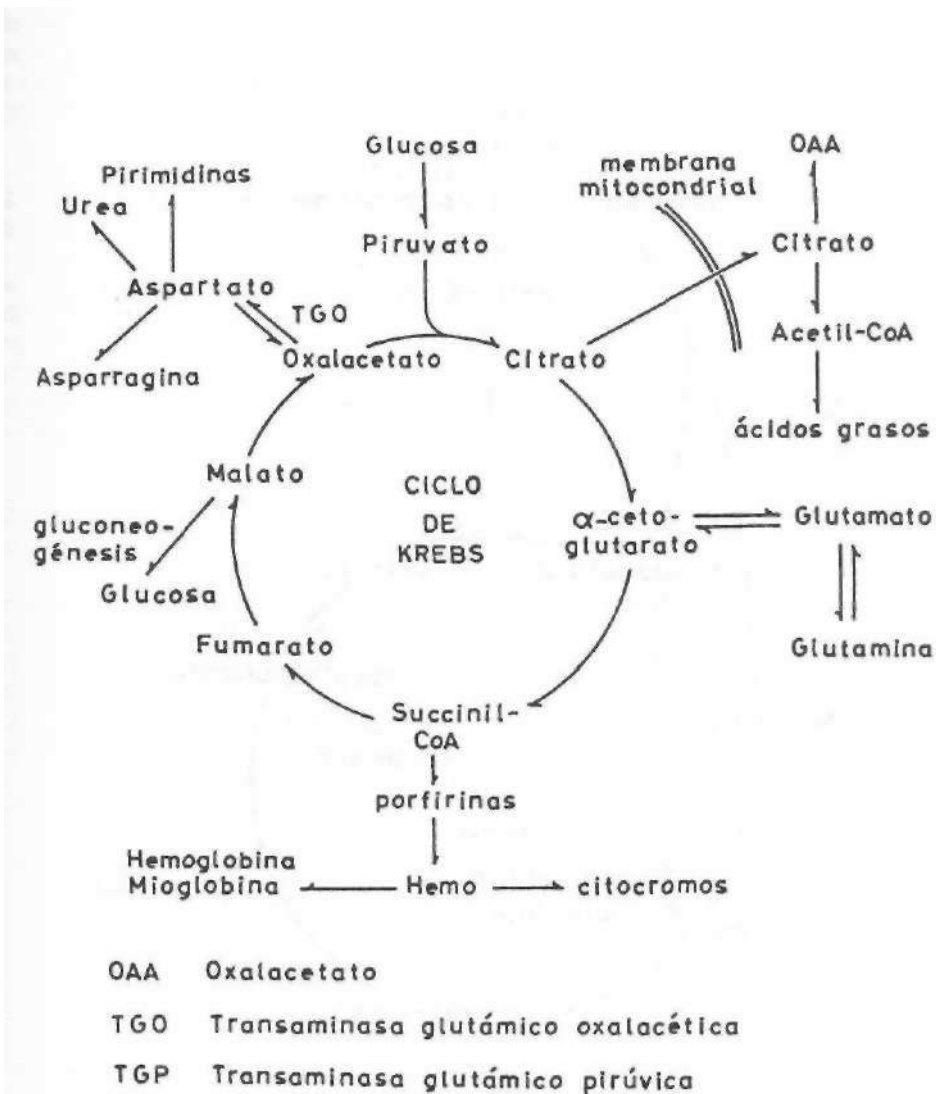 Glucosa
OAA
membrana
mitocondrial
Pirimidinas
Urea
Piruvato
Citrato
Aspartato
TGO
Oxalacetato
Citrato
Acetil-CoA
Asparragina
ácidos grasos
Malato
CICLO
DE
KREBS
α-ceto-
glutarato
Glutamato
gluconeo-
génesis
Glucosa
Fumarato
Glutamina
Succinil-
CoA
porfirinas
Hemoglobina
Mioglobina
Hemo
citocromos
OAA Oxalacetato
TGO Transaminasa glutámico oxalacética
TGP Transaminasa glutámico pirúvica